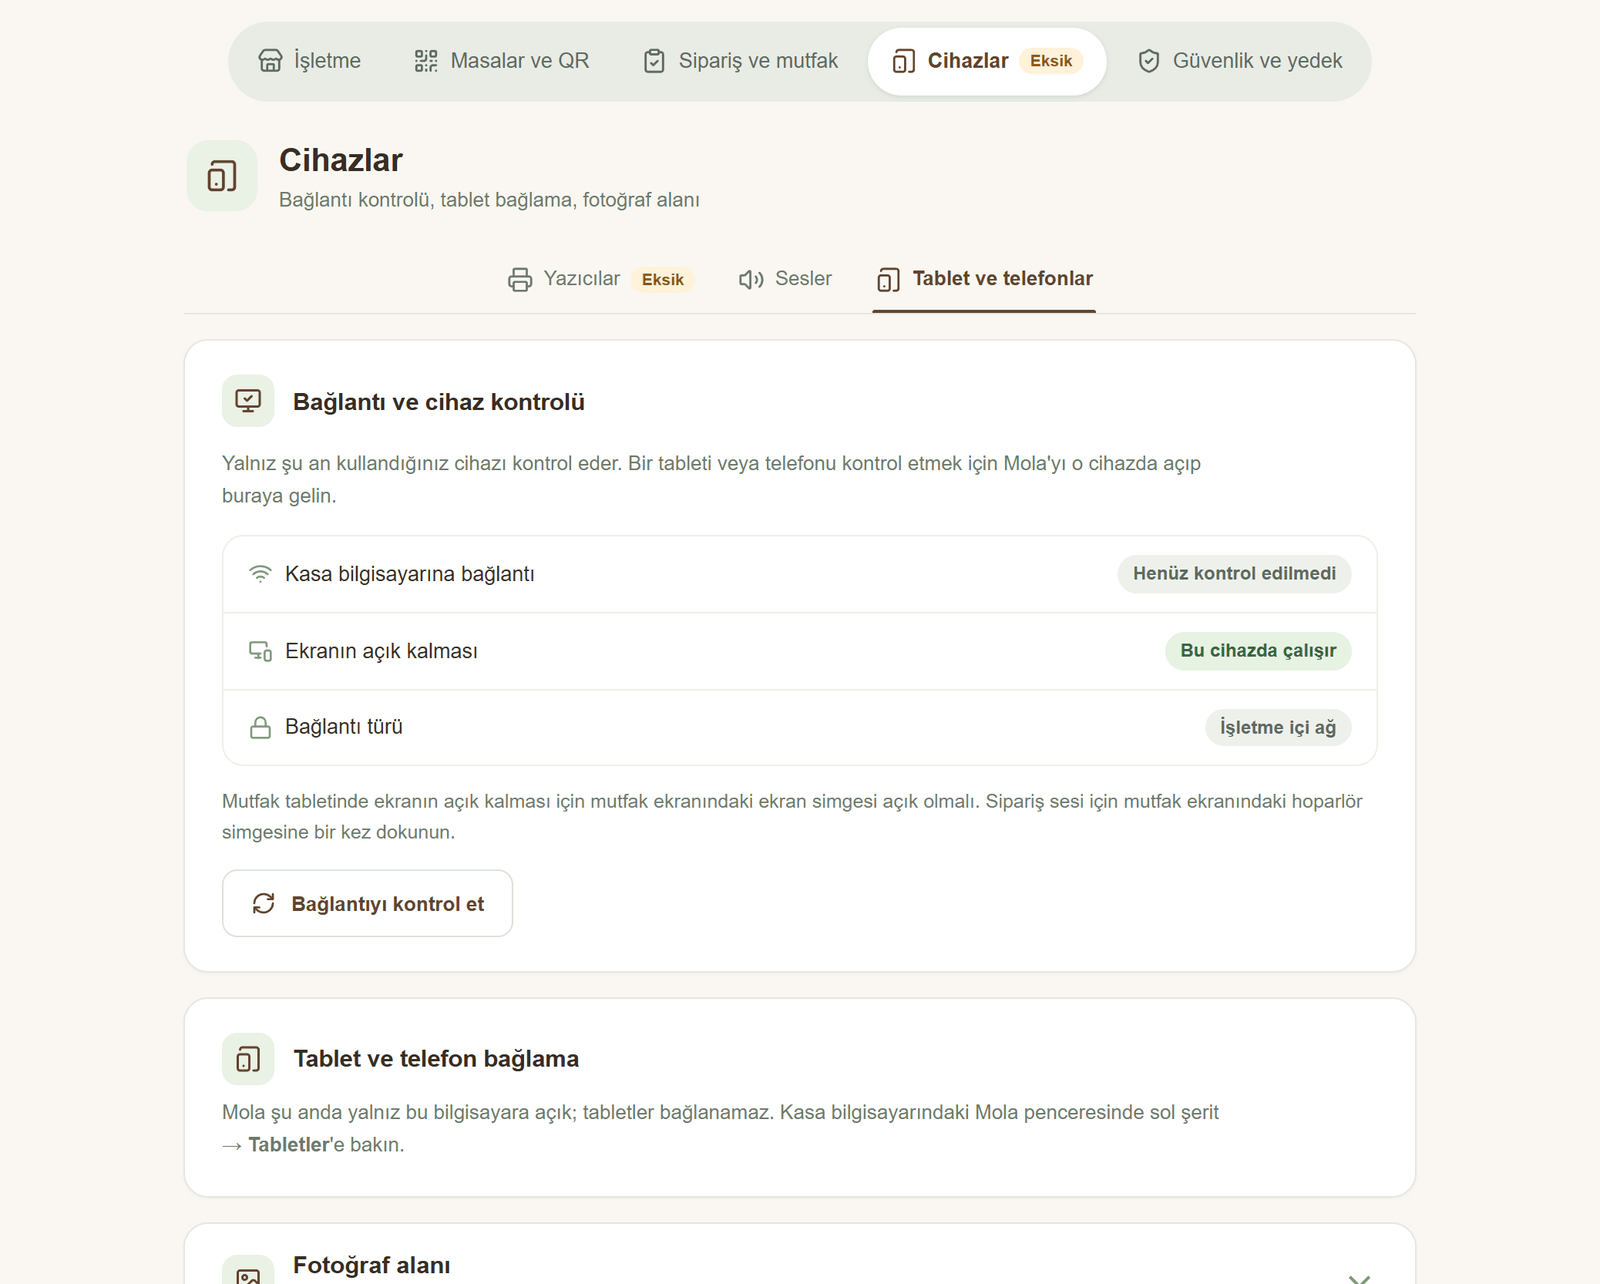 İşletme
Masalar ve QR
Sipariş ve mutfak
Cihazlar
Eksik
Güvenlik ve yedek
Cihazlar
Bağlantı kontrolü, tablet bağlama, fotoğraf alanı
Yazıcılar
Eksik
Sesler
Tablet ve telefonlar
Bağlantı ve cihaz kontrolü
Yalnız şu an kullandığınız cihazı kontrol eder. Bir tableti veya telefonu kontrol etmek için Mola'yı o cihazda açıp
buraya gelin.
Kasa bilgisayarına bağlantı
Henüz kontrol edilmedi
Ekranın açık kalması
Bu cihazda çalışır
Bağlantı türü
İşletme içi ağ
Mutfak tabletinde ekranın açık kalması için mutfak ekranındaki ekran simgesi açık olmalı. Sipariş sesi için mutfak ekranındaki hoparlör
simgesine bir kez dokunun.
Bağlantıyı kontrol et
Tablet ve telefon bağlama
Mola şu anda yalnız bu bilgisayara açık; tabletler bağlanamaz. Kasa bilgisayarındaki Mola penceresinde sol şerit
→ Tabletler'e bakın.
Fotoğraf alanı